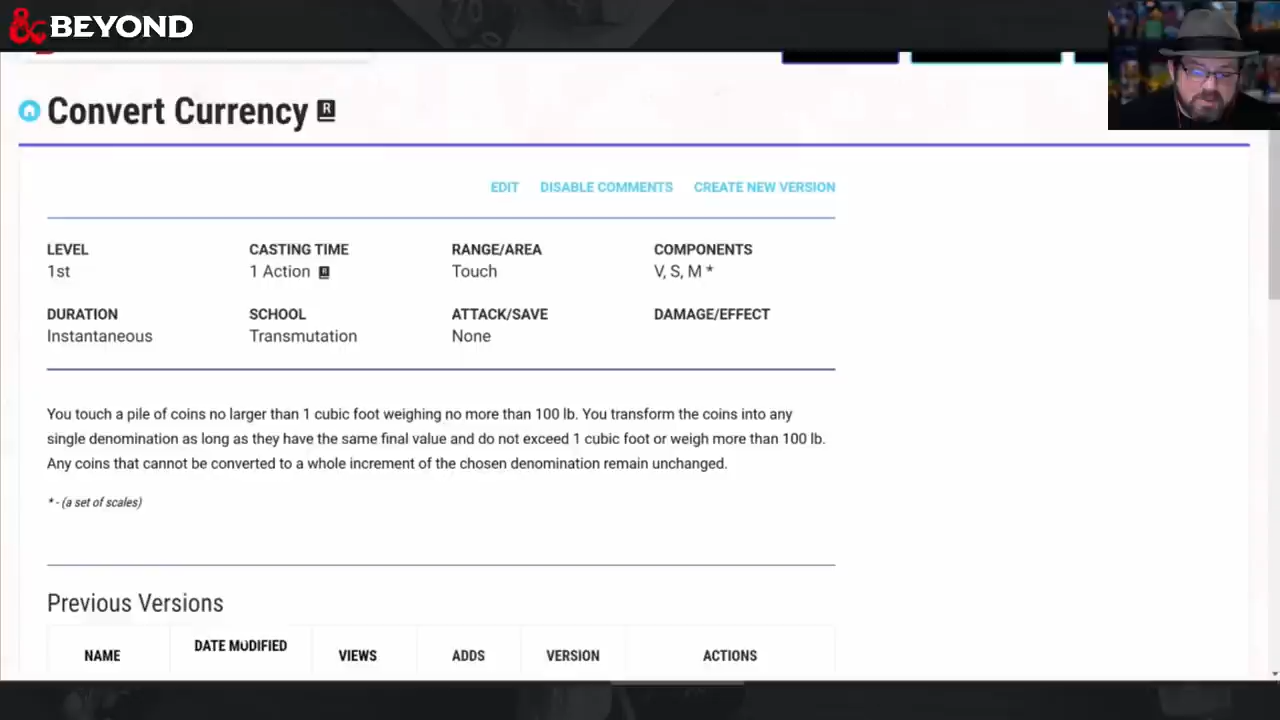 BEYOND
Convert Currency R
EDIT DISABLE COMMENTS CREATE NEW VERSION
LEVEL CASTING TIME RANGE/AREA COMPONENTS
1st 1 Action R Touch V, S, M *
DURATION SCHOOL ATTACK/SAVE DAMAGE/EFFECT
Instantaneous Transmutation None
You touch a pile of coins no larger than 1 cubic foot weighing no more than 100 lb. You transform the coins into any
single denomination as long as they have the same final value and do not exceed 1 cubic foot or weigh more than 100 lb.
Any coins that cannot be converted to a whole increment of the chosen denomination remain unchanged.
* - (a set of scales)
Previous Versions
NAME DATE MODIFIED VIEWS ADDS VERSION ACTIONS